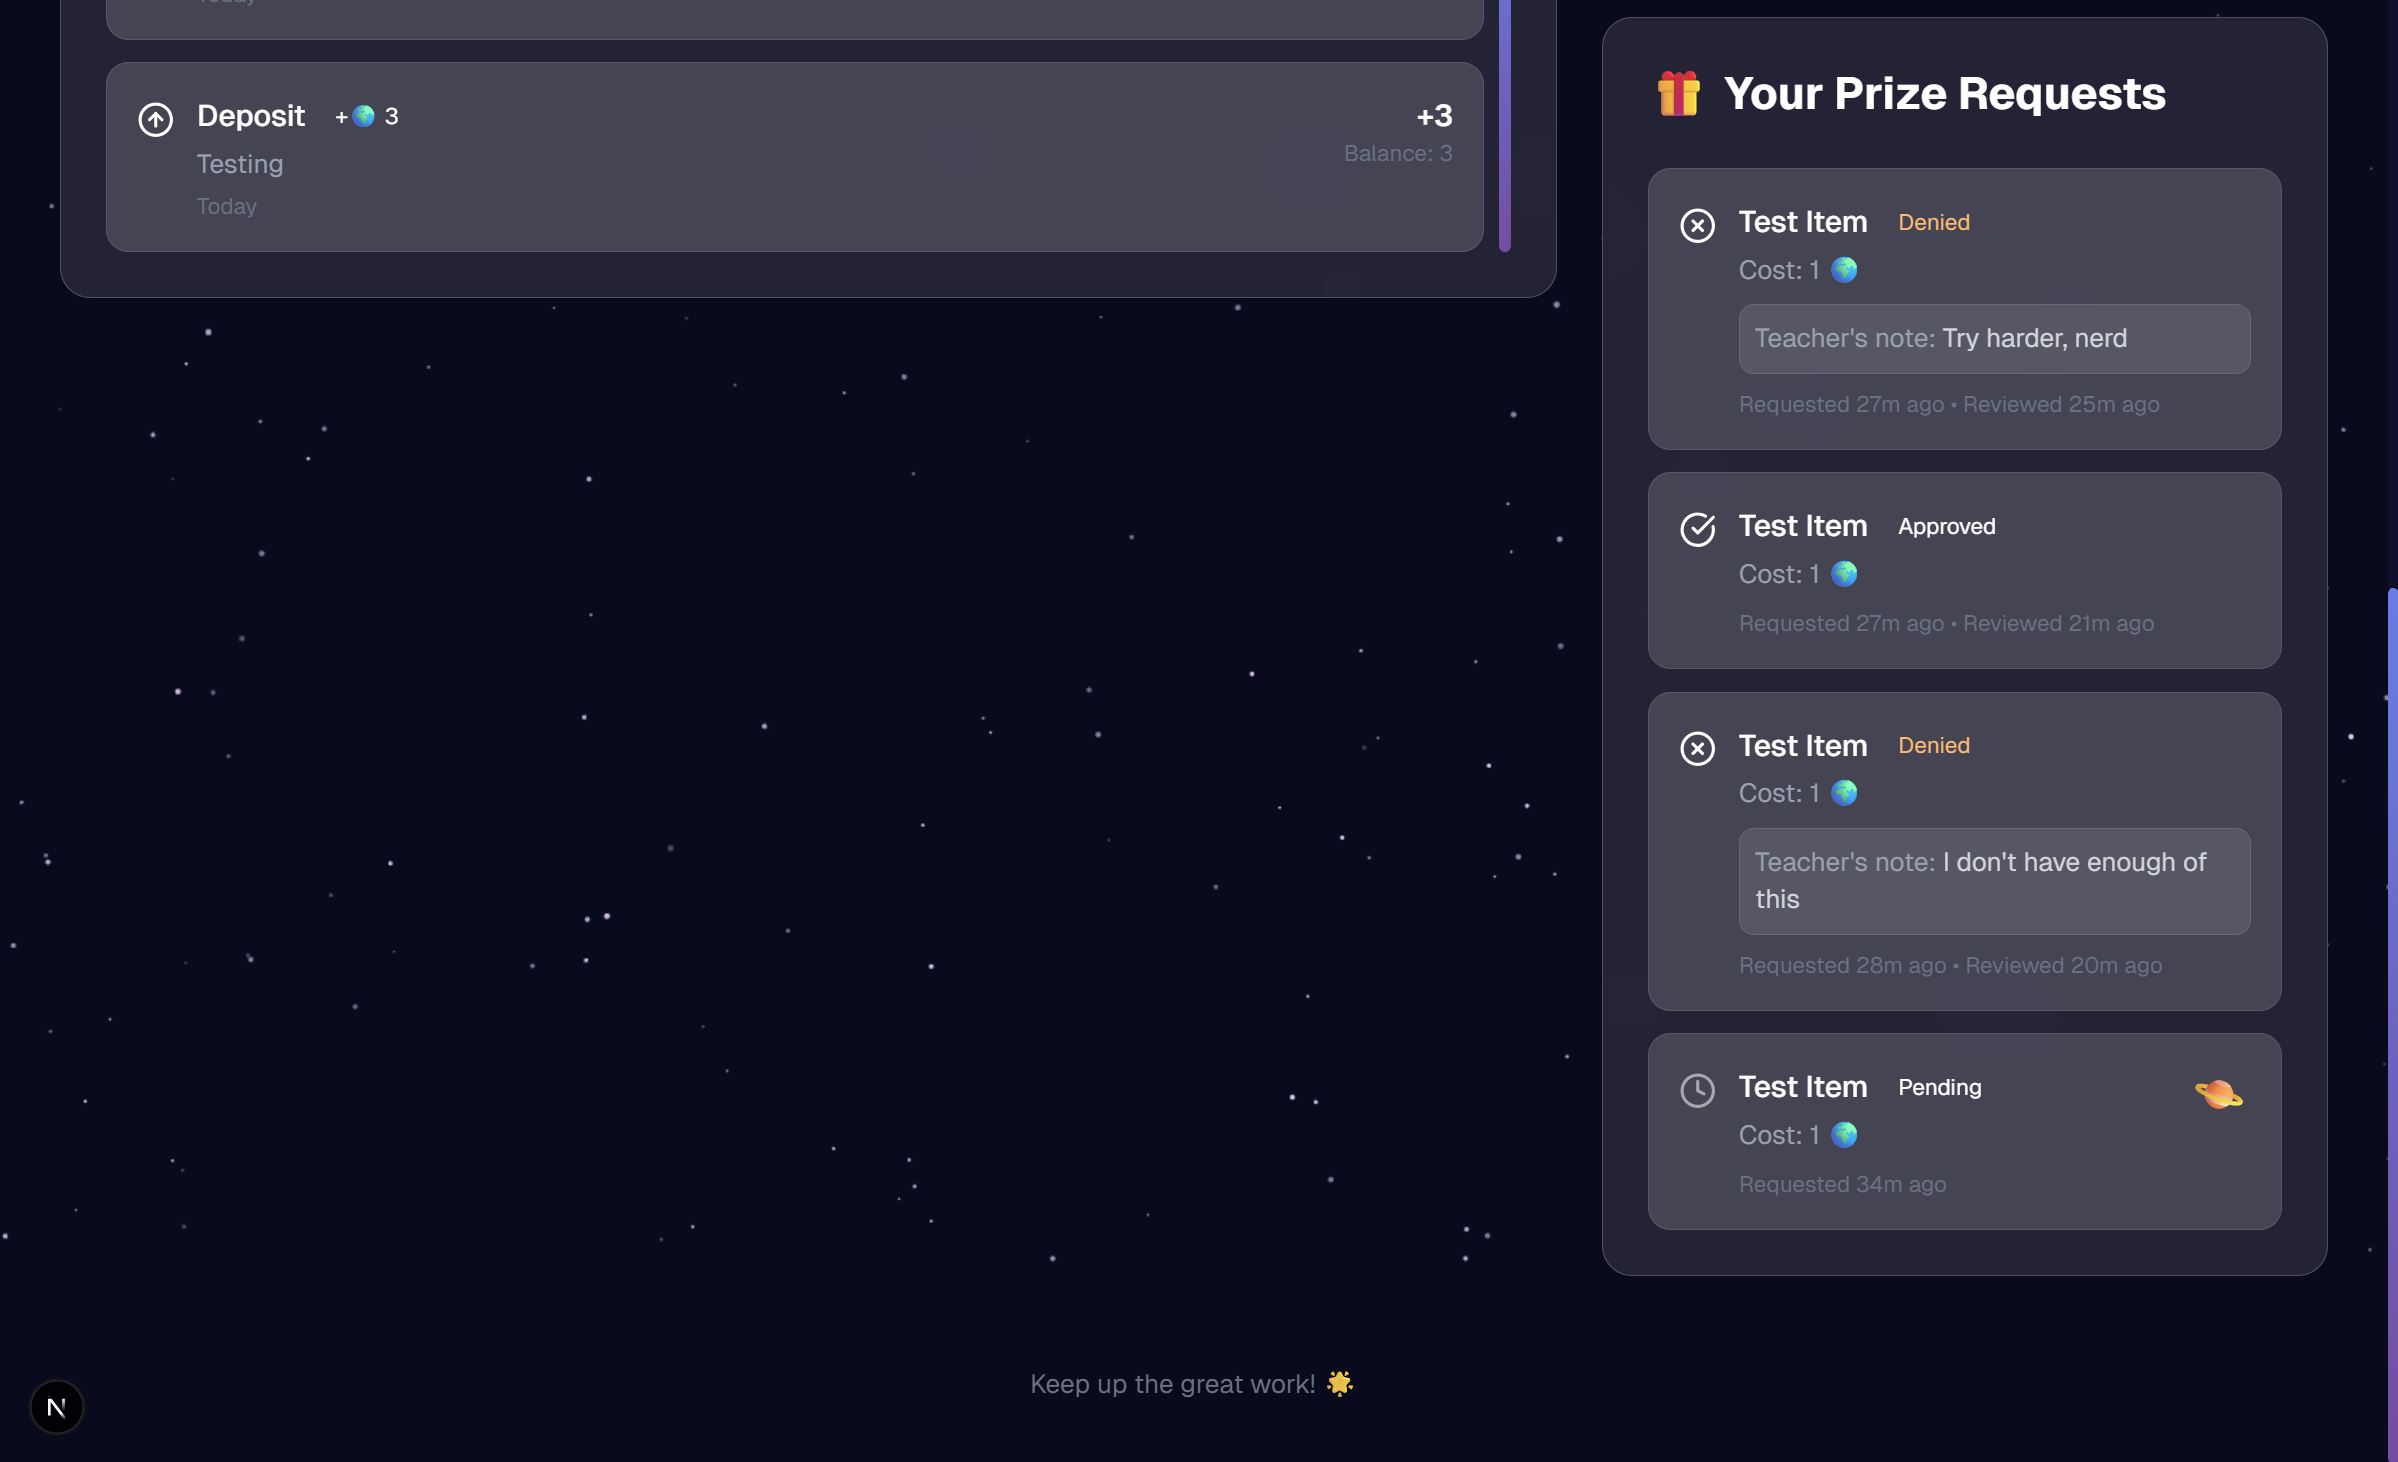 Today
Deposit + 3
+3
Testing
Balance: 3
Today
Your Prize Requests
Test Item Denied
Cost: 1
Teacher's note: Try harder, nerd
Requested 27m ago • Reviewed 25m ago
Test Item Approved
Cost: 1
Requested 27m ago • Reviewed 21m ago
Test Item Denied
Cost: 1
Teacher's note: I don't have enough of
this
Requested 28m ago • Reviewed 20m ago
Test Item Pending
Cost: 1
Requested 34m ago
Keep up the great work!
N